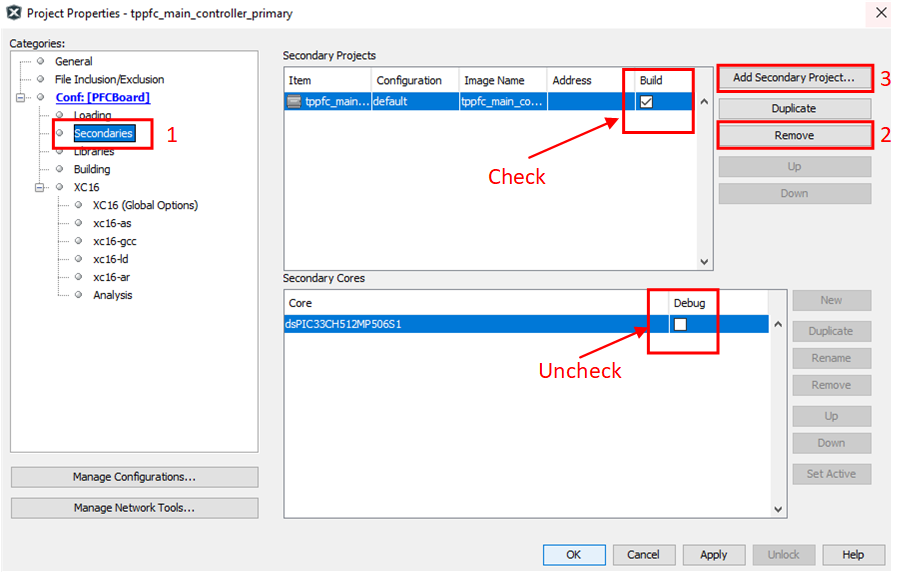 Project Properties - tppfc_main_controller_primary
Categories:
General
File Inclusion/Exclusion
Conf: [PFCBoard]
Loading
Secondaries
1
Libraries
Building
XC16
XC16 (Global Options)
xc16-as
xc16-gcc
xc16-ld
xc16-ar
Analysis
Manage Configurations...
Manage Network Tools...
Secondary Projects
Item Configuration Image Name Address Build
tppfc_main... default tppfc_main_co...
Check
Add Secondary Project... 3
Duplicate
Remove 2
Up
Down
Secondary Cores
Core Debug
dsPIC33CH512MP506S1
Uncheck
New
Duplicate
Rename
Remove
Up
Down
Set Active
OK Cancel Apply Unlock Help